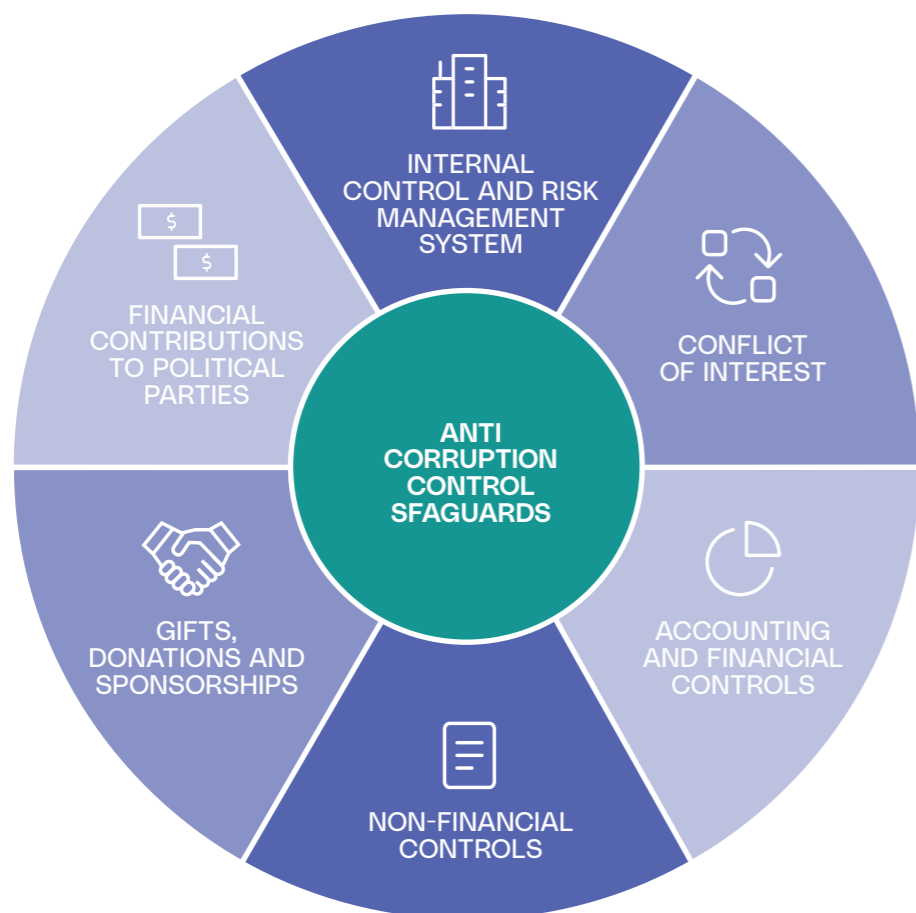 INTERNAL
CONTROL AND RISK
MANAGEMENT
SYSTEM
CONFLICT
OF INTEREST
ACCOUNTING
AND FINANCIAL
CONTROLS
NON-FINANCIAL
CONTROLS
GIFTS,
DONATIONS AND
SPONSORSHIPS
$
$
FINANCIAL
CONTRIBUTIONS
TO POLITICAL
PARTIES
ANTI
CORRUPTION
CONTROL
SFAGUARDS